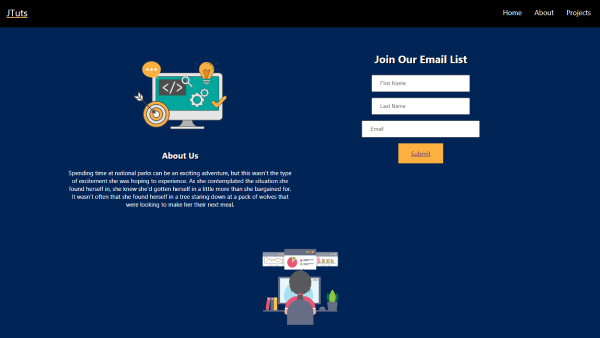 JTuts
Home About Projects
</>
About Us
Spending time at national parks can be an exciting adventure, but this wasn't the type
of excitement she was hoping to experience. As she contemplated the situation she
found herself in, she knew she'd gotten herself in a little more than she bargained for.
It wasn't often that she found herself in a tree staring down at a pack of wolves that
were looking to make her their next meal.
Join Our Email List
First Name
Last Name
Email
Submit